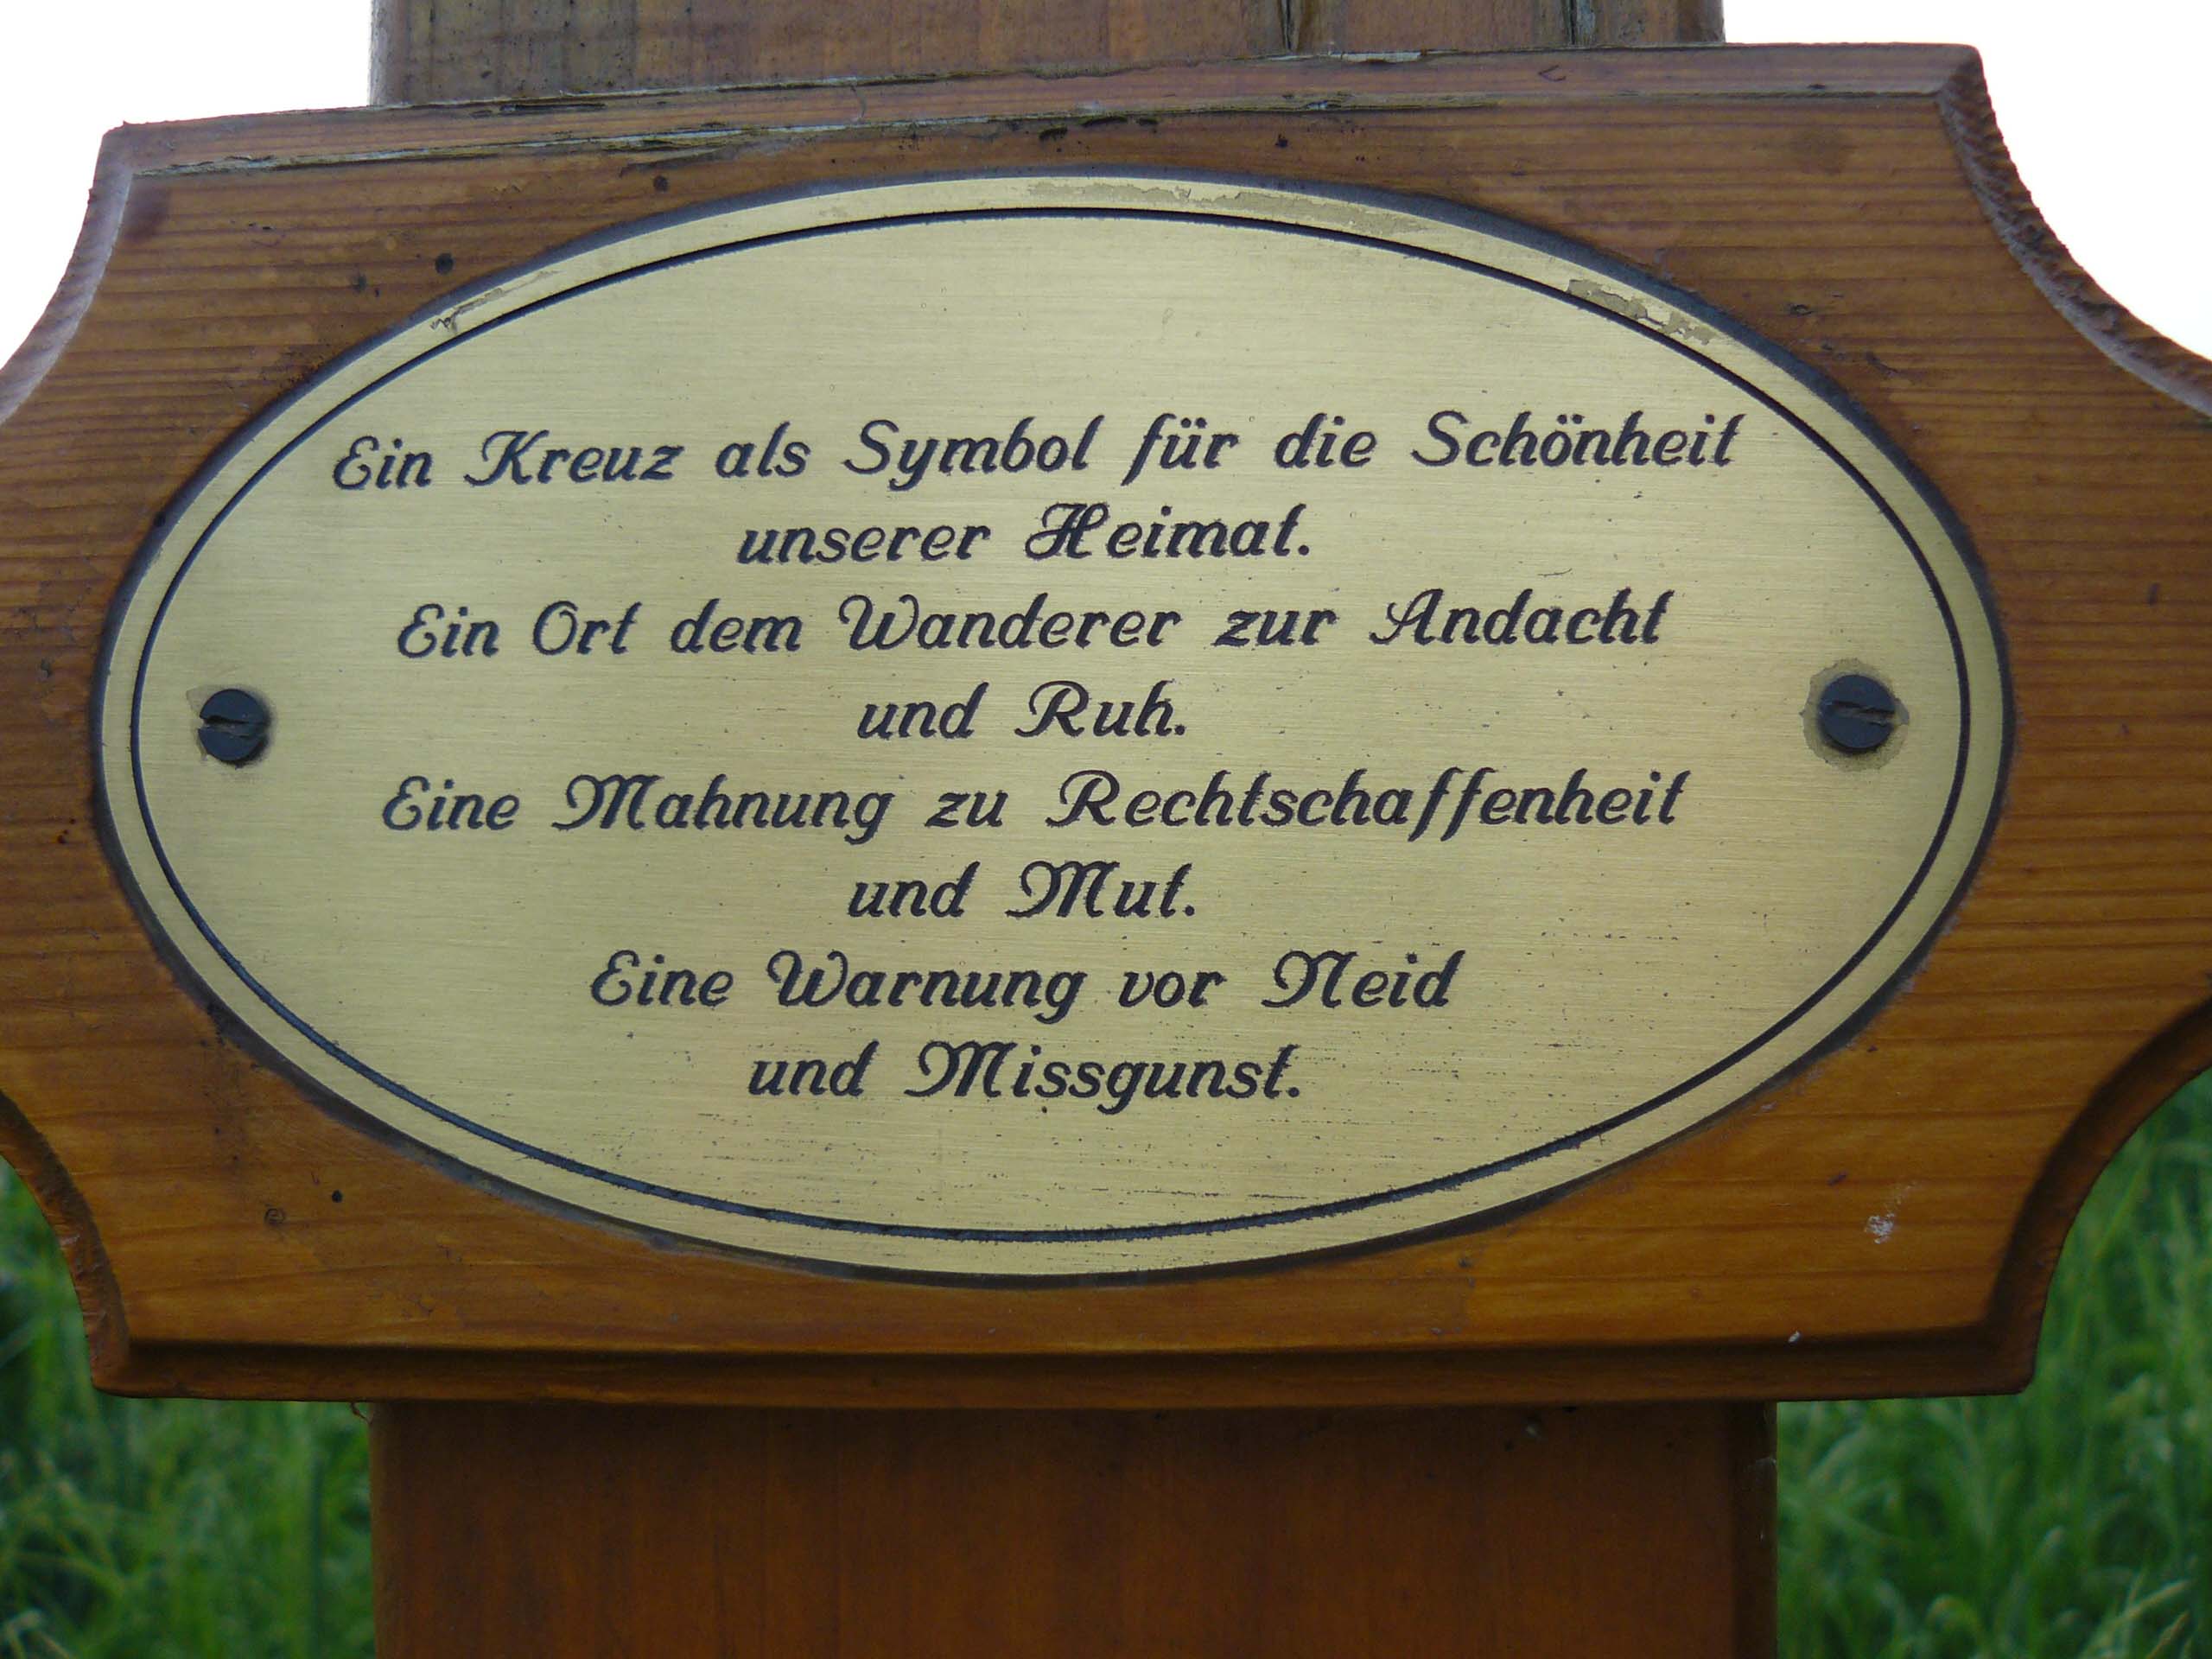 Ein Kreuz als Symbol für die Schönheit
unserer Heimat.
Ein Ort dem Wanderer zur Andacht
und Ruh.
Eine Mahnung zu Rechtschaffenheit
und Mut.
Eine Warnung vor Neid
und Missgunst.